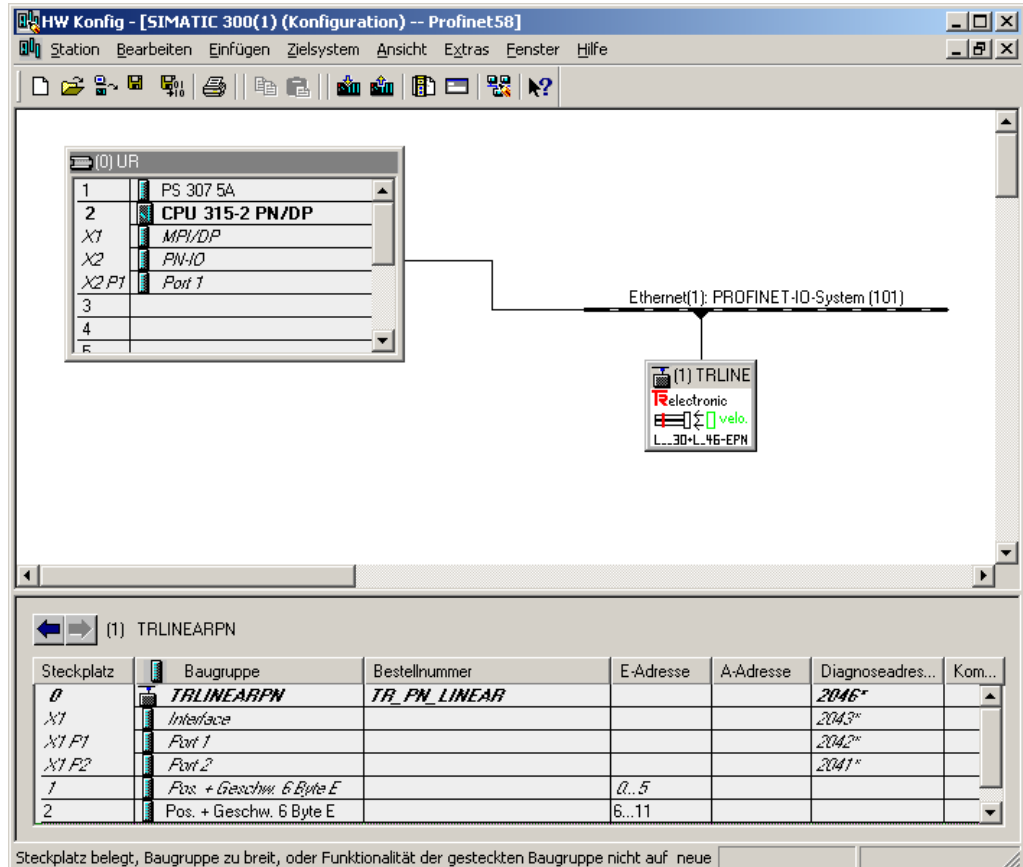 HW Konfig - [SIMATIC 300(1) (Konfiguration) -- Profinet58]
Station Bearbeiten Einfügen Zielsystem Ansicht Extras Fenster Hilfe
(0) UR
1 PS 307 5A
2 CPU 315-2 PN/DP
X1 MPI/DP
X2 PN-IO
X2 P1 Port 1
3
4
5
Ethernet(1): PROFINET-IO-System (101)
(1) TRLINE
TRelectronic
velo.
L__30+L_46-EPN
(1) TRLINEARPN
Steckplatz Baugruppe Bestellnummer E-Adresse A-Adresse Diagnoseadres... Kom...
0 TRLINEARPN TR_PN_LINEAR 2046*
X1 Interface 2043*
X1 P1 Port 1 2042*
X1 P2 Port 2 2041*
1 Pos. + Geschw. 6 Byte E 0...5
2 Pos. + Geschw. 6 Byte E 6...11
Steckplatz belegt, Baugruppe zu breit, oder Funktionalität der gesteckten Baugruppe nicht auf neue